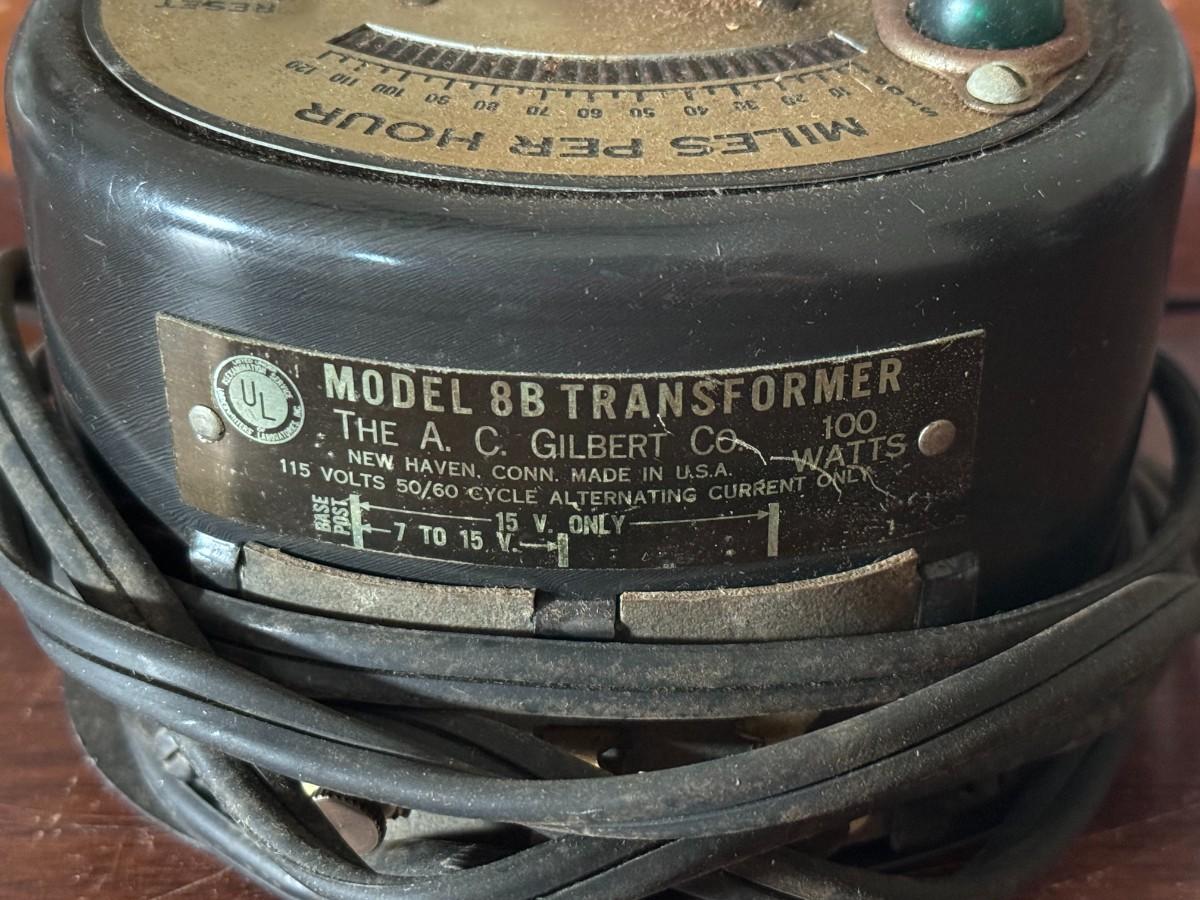 RESET
120 110 100 90 80 70 60 50 40 30 20 10 STOP
MILES PER HOUR
UL
MODEL 8B TRANSFORMER
THE A. C. GILBERT CO. 100 WATTS
NEW HAVEN, CONN. MADE IN U.S.A.
115 VOLTS 50/60 CYCLE ALTERNATING CURRENT ONLY
BASE POST
15 V. ONLY
7 TO 15 V.